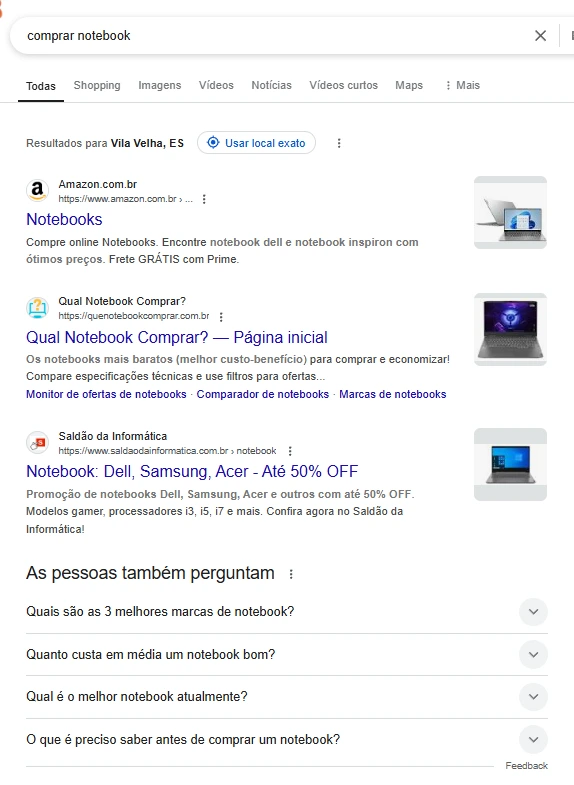 comprar notebook
Todas Shopping Imagens Vídeos Notícias Vídeos curtos Maps Mais
Resultados para Vila Velha, ES Usar local exato
Amazon.com.br
https://www.amazon.com.br › ...
Notebooks
Compre online Notebooks. Encontre notebook dell e notebook inspiron com
ótimos preços. Frete GRÁTIS com Prime.
Qual Notebook Comprar?
https://quenotebookcomprar.com.br
Qual Notebook Comprar? — Página inicial
Os notebooks mais baratos (melhor custo-benefício) para comprar e economizar!
Compare especificações técnicas e use filtros para ofertas...
Monitor de ofertas de notebooks · Comparador de notebooks · Marcas de notebooks
Saldão da Informática
https://www.saldaodainformatica.com.br › notebook
Notebook: Dell, Samsung, Acer - Até 50% OFF
Promoção de notebooks Dell, Samsung, Acer e outros com até 50% OFF.
Modelos gamer, processadores i3, i5, i7 e mais. Confira agora no Saldão da
Informática!
As pessoas também perguntam
Quais são as 3 melhores marcas de notebook?
Quanto custa em média um notebook bom?
Qual é o melhor notebook atualmente?
O que é preciso saber antes de comprar um notebook?
Feedback